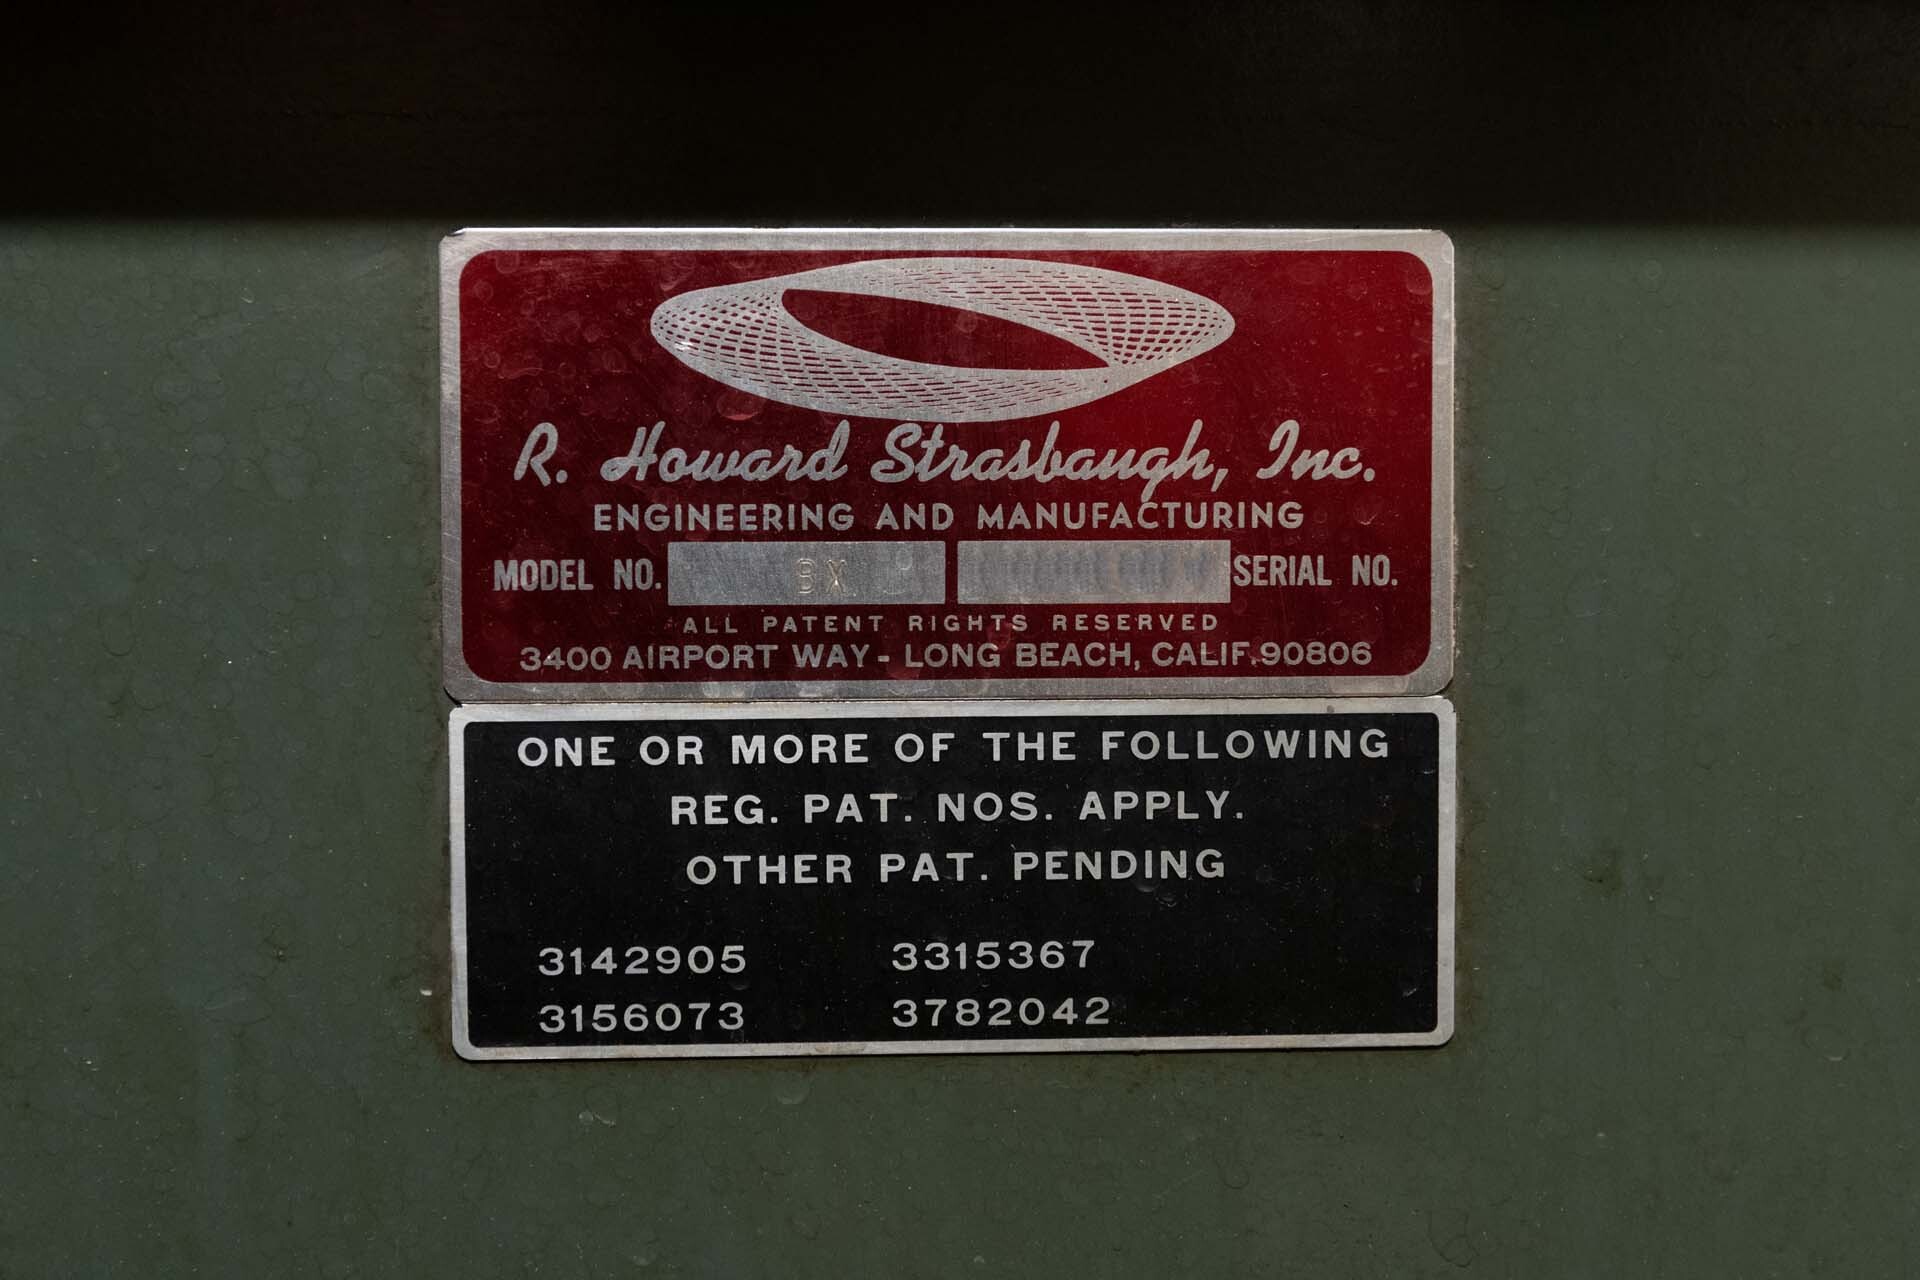 R. Howard Strasbaugh, Inc.
ENGINEERING AND MANUFACTURING
MODEL NO. SERIAL NO.
ALL PATENT RIGHTS RESERVED
3400 AIRPORT WAY - LONG BEACH, CALIF. 90806
ONE OR MORE OF THE FOLLOWING
REG. PAT. NOS. APPLY.
OTHER PAT. PENDING
3142905 3315367
3156073 3782042